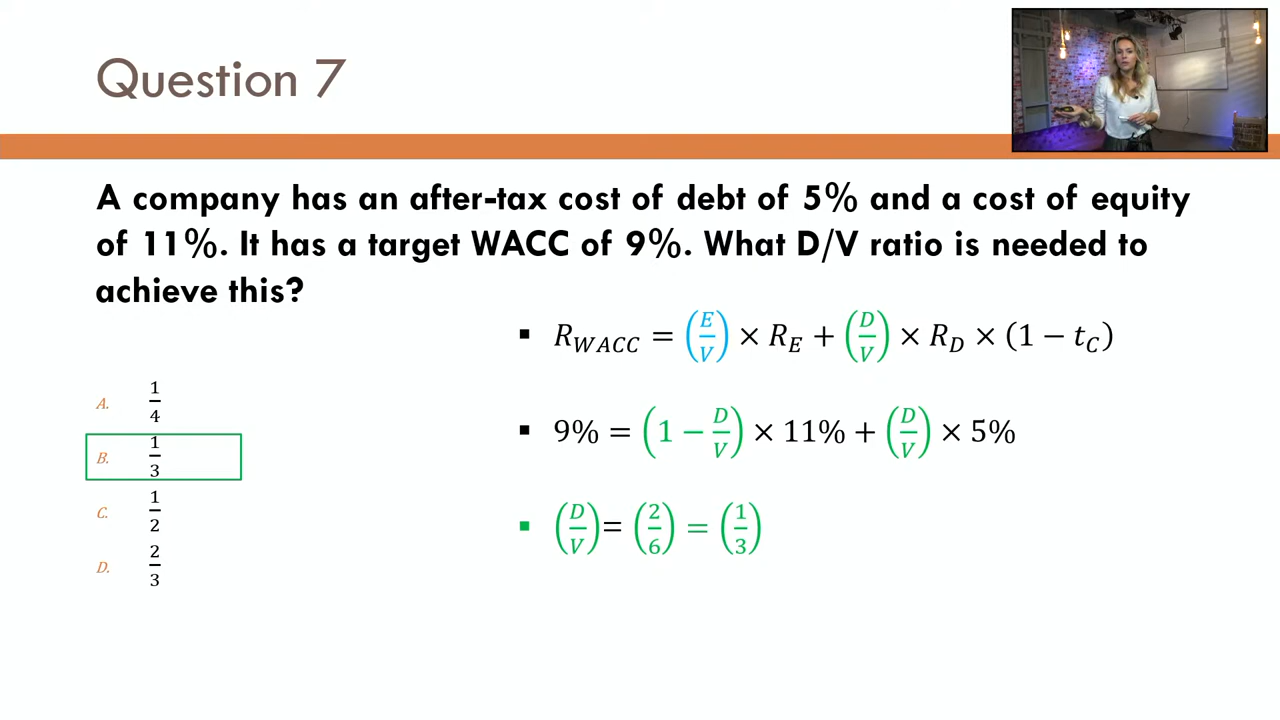 Question 7
A company has an after-tax cost of debt of 5% and a cost of equity
of 11%. It has a target WACC of 9%. What D/V ratio is needed to
achieve this?
▪ R_WACC = (E/V) × R_E + (D/V) × R_D × (1 − t_C)
A. 1/4
▪ 9% = (1 − D/V) × 11% + (D/V) × 5%
B. 1/3
C. 1/2
▪ (D/V) = (2/6) = (1/3)
D. 2/3